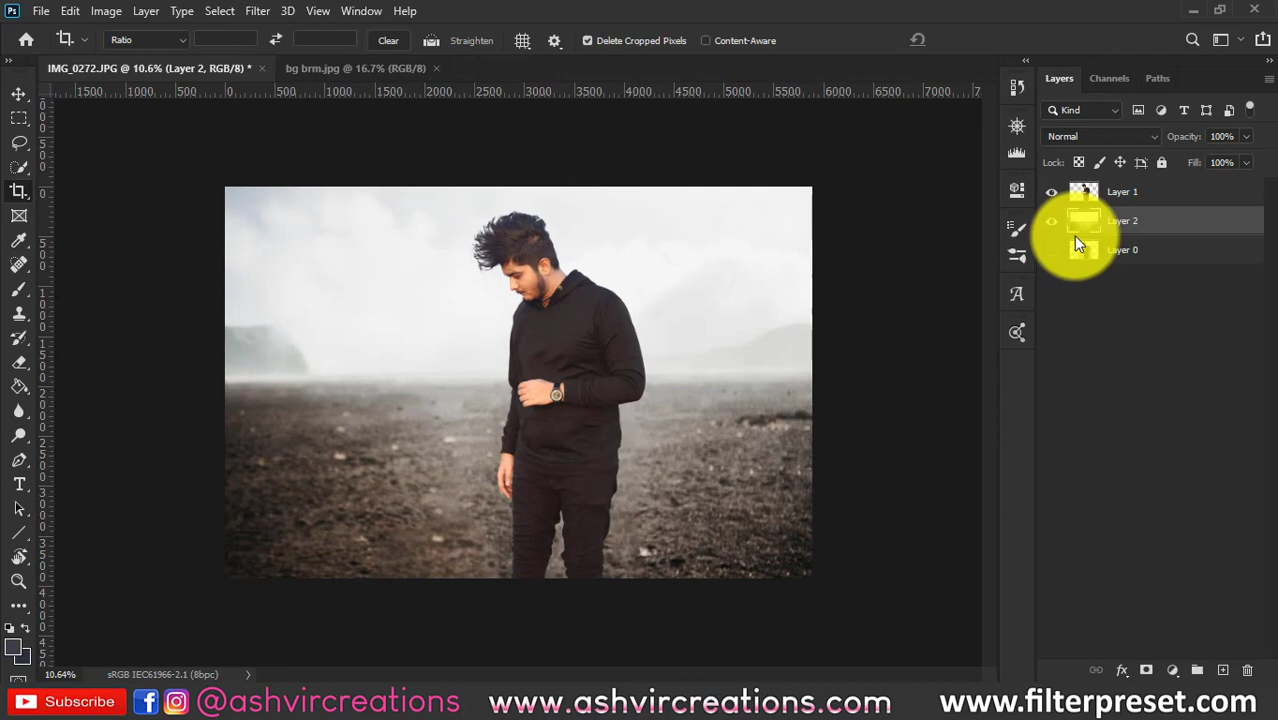 Ps File Edit Image Layer Type Select Filter 3D View Window Help
Ratio Clear Straighten Delete Cropped Pixels Content-Aware
IMG_0272.JPG @ 10.6% (Layer 2, RGB/8) * × bg brm.jpg @ 16.7% (RGB/8) ×
1500 1000 500 0 500 1000 1500 2000 2500 3000 3500 4000 4500 5000 5500 6000 6500 7000 7
Layers Channels Paths
Kind
Normal Opacity: 100%
Lock: Fill: 100%
Layer 1
Layer 2
Layer 0
10.64% sRGB IEC61966-2.1 (8bpc)
Subscribe @ashvircreations www.ashvircreations.com www.filterpreset.com